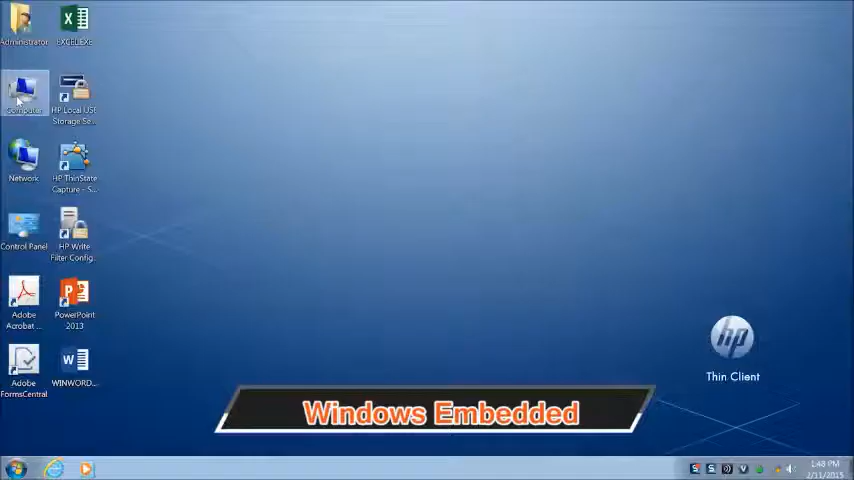 Administrator
EXCEL.EXE
Computer
HP Local USB
Storage Se...
Network
HP ThinState
Capture - S...
Control Panel
HP Write
Filter Config...
Adobe
Acrobat ...
PowerPoint
2013
Adobe
FormsCentral
WINWORD...
hp
Thin Client
Windows Embedded
1:48 PM
2/11/2015